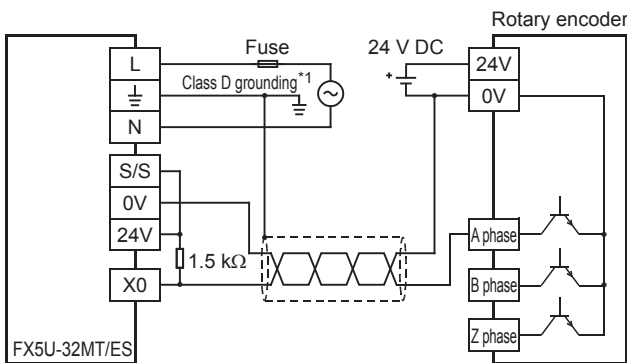 Rotary encoder
Fuse
24 V DC
L
24V
Class D grounding*1
+
0V
N
S/S
0V
24V
A phase
1.5 kΩ
X0
B phase
Z phase
FX5U-32MT/ES